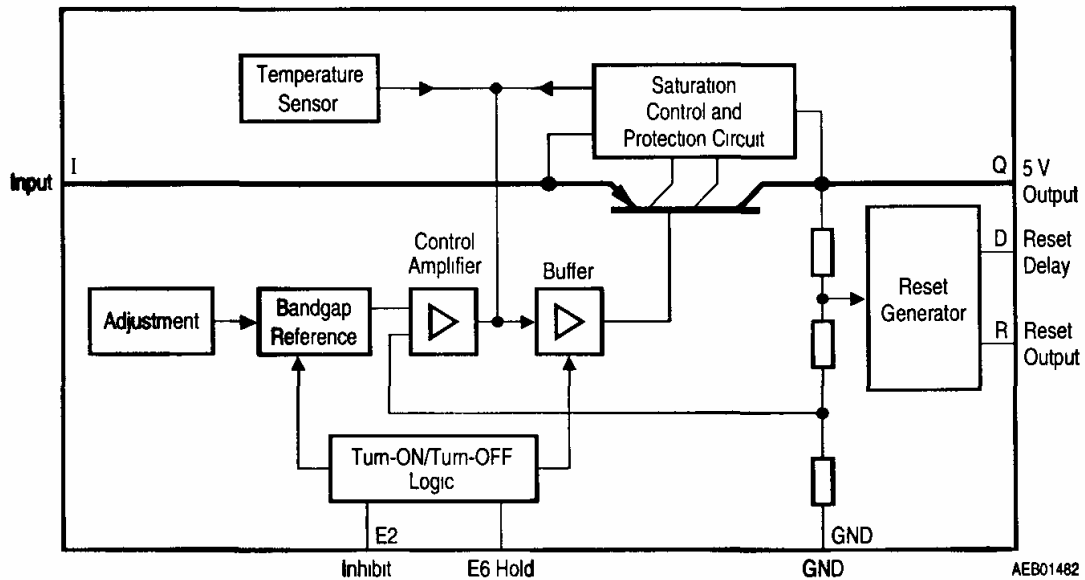 Temperature
Sensor
Saturation
Control and
Protection Circuit
Input
I
Q
5 V
Output
Control
Amplifier
Buffer
D
Reset
Delay
Reset
Generator
Adjustment
Bandgap
Reference
R
Reset
Output
Turn-ON/Turn-OFF
Logic
E2
GND
Inhibit
E6 Hold
GND
AEB01482